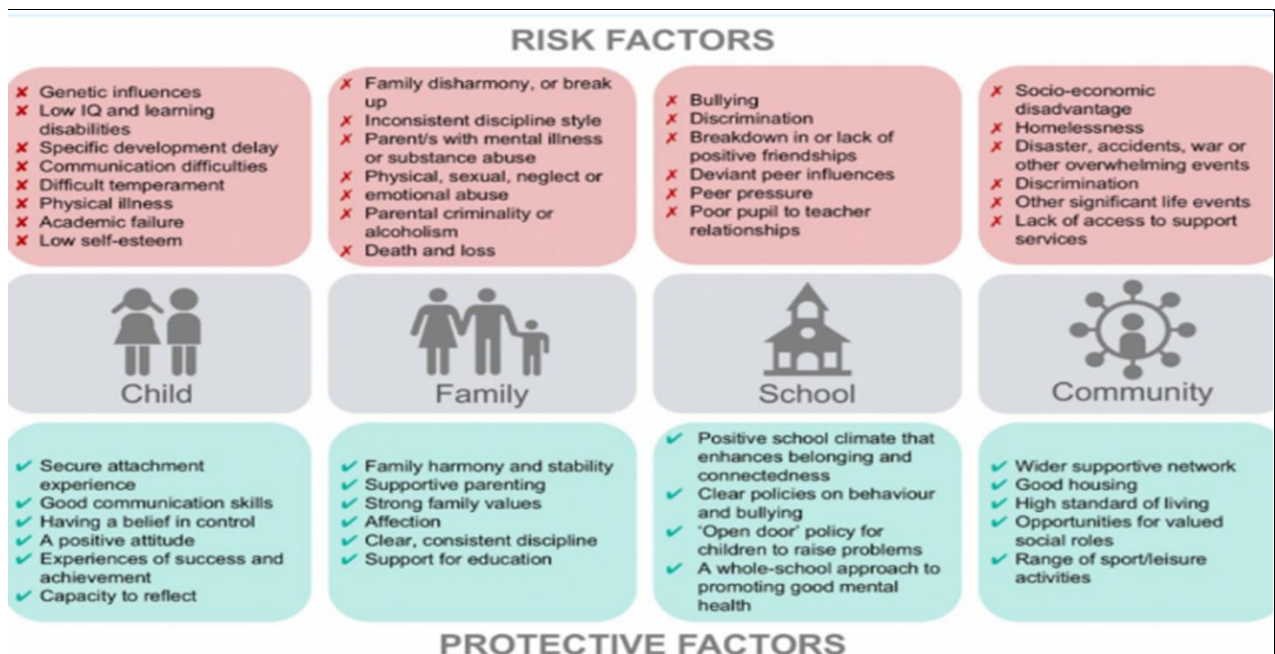 RISK FACTORS
✘ Genetic influences
✘ Low IQ and learning
disabilities
✘ Specific development delay
✘ Communication difficulties
✘ Difficult temperament
✘ Physical illness
✘ Academic failure
✘ Low self-esteem
✘ Family disharmony, or break
up
✘ Inconsistent discipline style
✘ Parent/s with mental illness
or substance abuse
✘ Physical, sexual, neglect or
✘ emotional abuse
✘ Parental criminality or
alcoholism
✘ Death and loss
✘ Bullying
✘ Discrimination
✘ Breakdown in or lack of
positive friendships
✘ Deviant peer influences
✘ Peer pressure
✘ Poor pupil to teacher
relationships
✘ Socio-economic
disadvantage
✘ Homelessness
✘ Disaster, accidents, war or
other overwhelming events
✘ Discrimination
✘ Other significant life events
✘ Lack of access to support
services
Child
Family
School
Community
✔ Secure attachment
experience
✔ Good communication skills
✔ Having a belief in control
✔ A positive attitude
✔ Experiences of success and
achievement
✔ Capacity to reflect
✔ Family harmony and stability
✔ Supportive parenting
✔ Strong family values
✔ Affection
✔ Clear, consistent discipline
✔ Support for education
✔ Positive school climate that
enhances belonging and
connectedness
✔ Clear policies on behaviour
and bullying
✔ ‘Open door’ policy for
children to raise problems
✔ A whole-school approach to
promoting good mental
health
✔ Wider supportive network
✔ Good housing
✔ High standard of living
✔ Opportunities for valued
social roles
✔ Range of sport/leisure
activities
PROTECTIVE FACTORS